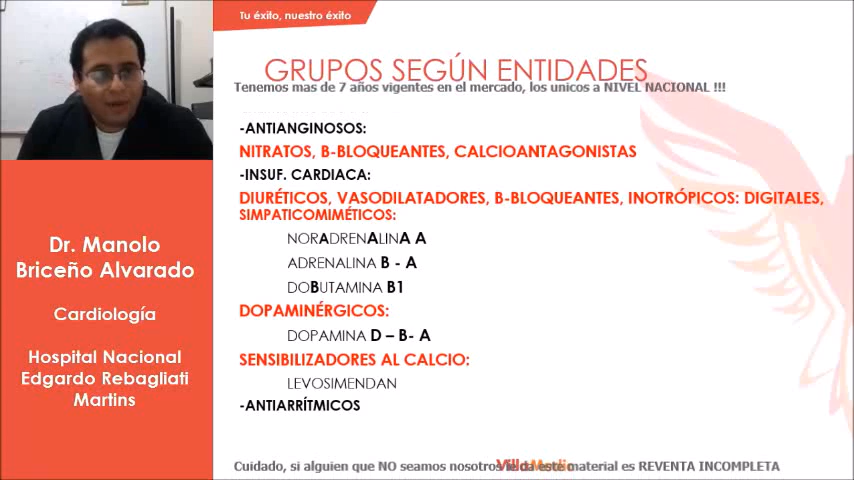 Tu éxito, nuestro éxito
GRUPOS SEGÚN ENTIDADES
Tenemos mas de 7 años vigentes en el mercado, los unicos a NIVEL NACIONAL !!!
-ANTIANGINOSOS:
NITRATOS, B-BLOQUEANTES, CALCIOANTAGONISTAS
-INSUF. CARDIACA:
DIURÉTICOS, VASODILATADORES, B-BLOQUEANTES, INOTRÓPICOS: DIGITALES,
SIMPATICOMIMÉTICOS:
NORADRENALINA A
ADRENALINA B - A
DOBUTAMINA B1
DOPAMINÉRGICOS:
DOPAMINA D – B- A
SENSIBILIZADORES AL CALCIO:
LEVOSIMENDAN
-ANTIARRÍTMICOS
Dr. Manolo
Briceño Alvarado
Cardiología
Hospital Nacional
Edgardo Rebagliati
Martins
Cuidado, si alguien que NO seamos nosotros le da este material es REVENTA INCOMPLETA